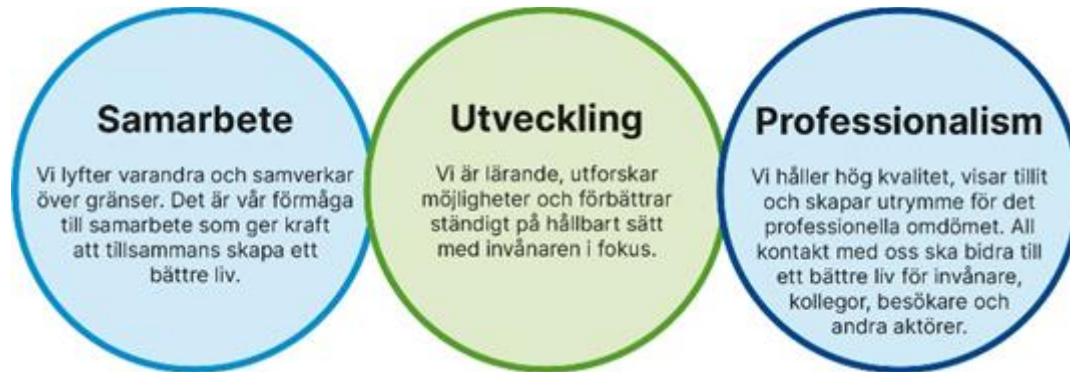 Samarbete
Vi lyfter varandra och samverkar
över gränser. Det är vår förmåga
till samarbete som ger kraft
att tillsammans skapa ett
bättre liv.
Utveckling
Vi är lärande, utforskar
möjligheter och förbättrar
ständigt på hållbart sätt
med invånaren i fokus.
Professionalism
Vi håller hög kvalitet, visar tillit
och skapar utrymme för det
professionella omdömet. All
kontakt med oss ska bidra till
ett bättre liv för invånare,
kollegor, besökare och
andra aktörer.